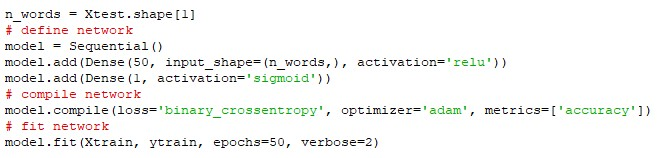 n_words = Xtest.shape[1]
# define network
model = Sequential()
model.add(Dense(50, input_shape=(n_words,), activation='relu'))
model.add(Dense(1, activation='sigmoid'))
# compile network
model.compile(loss='binary_crossentropy', optimizer='adam', metrics=['accuracy'])
# fit network
model.fit(Xtrain, ytrain, epochs=50, verbose=2)